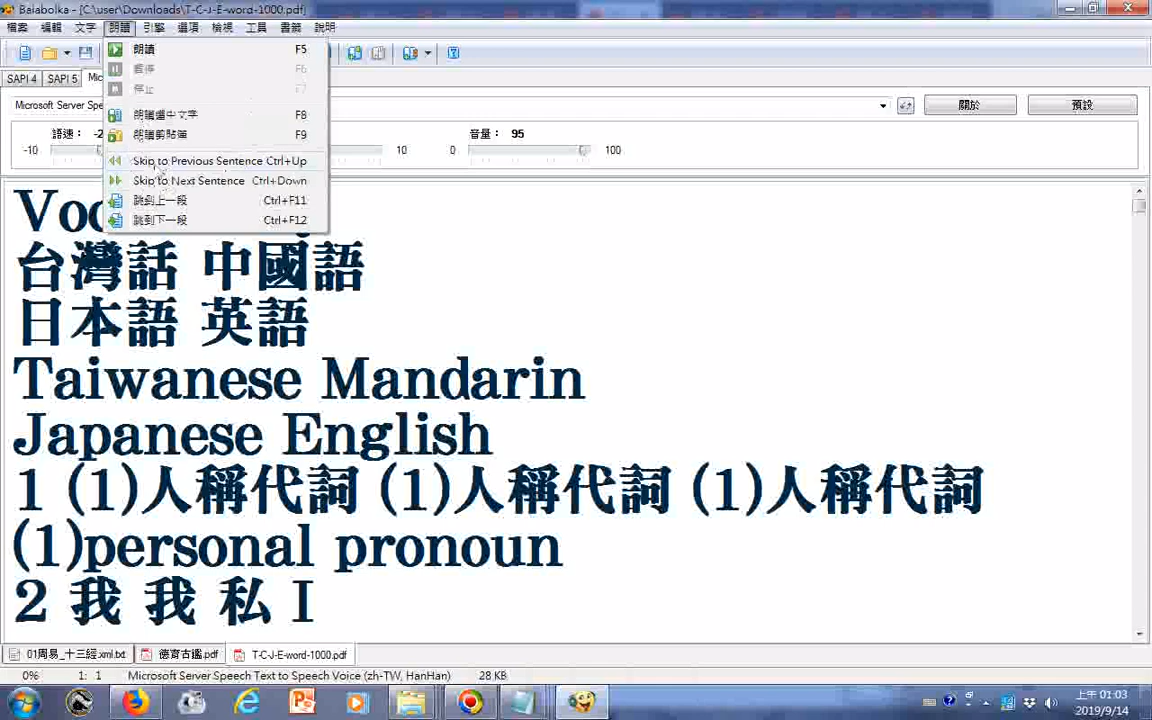 Balabolka - [C:\user\Downloads\T-C-J-E-word-1000.pdf]
檔案 編輯 文字 朗讀 引擎 選項 檢視 工具 書籤 說明
朗讀 F5
暫停 F6
停止 F7
朗讀選中文字 F8
朗讀剪貼簿 F9
Skip to Previous Sentence Ctrl+Up
Skip to Next Sentence Ctrl+Down
跳到上一段 Ctrl+F11
跳到下一段 Ctrl+F12
SAPI 4 SAPI 5 Mic
Microsoft Server Spe 關於 預設
語速： -2 音量： 95
-10 10 0 100
Voc
台灣話 中國語
日本語 英語
Taiwanese Mandarin
Japanese English
1 (1)人稱代詞 (1)人稱代詞 (1)人稱代詞
(1)personal pronoun
2 我 我 私 I
01周易_十三經.xml.txt 德育古鑑.pdf T-C-J-E-word-1000.pdf
0% 1: 1 Microsoft Server Speech Text to Speech Voice (zh-TW, HanHan) 28 KB
上午 01:03
2019/9/14